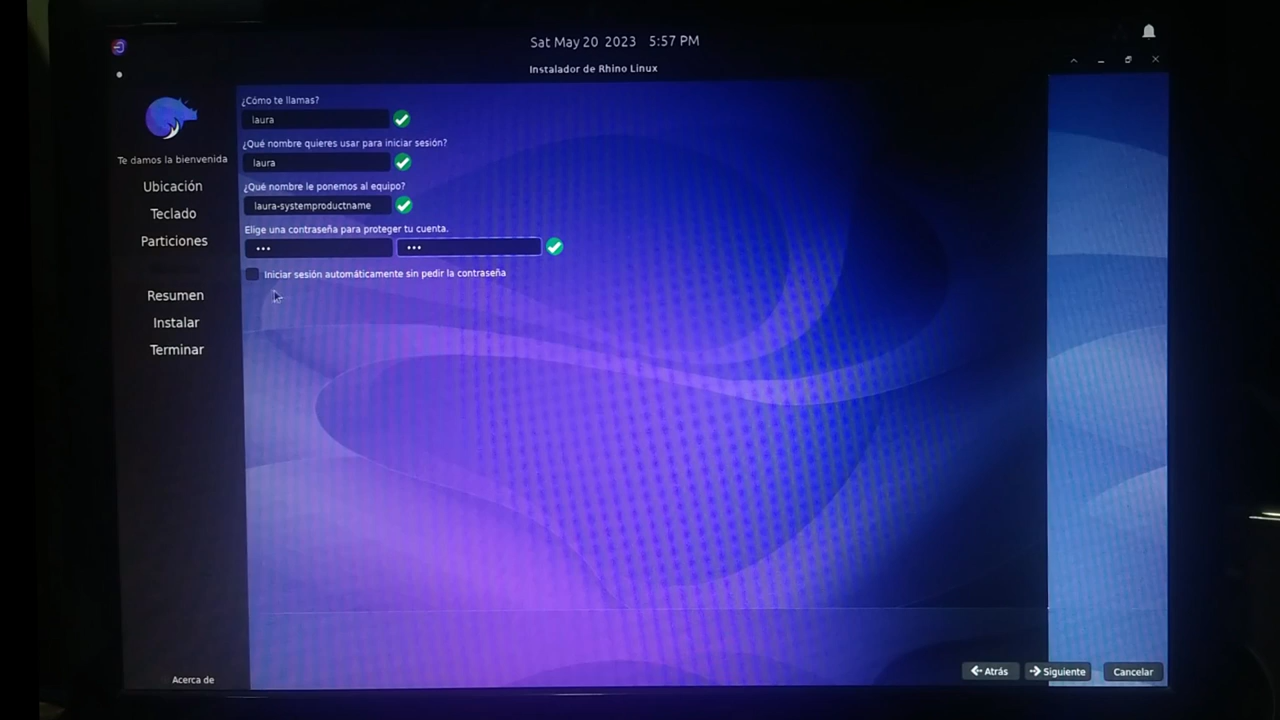 Sat May 20 2023 5:57 PM
Instalador de Rhino Linux
Te damos la bienvenida
Ubicación
Teclado
Particiones
Resumen
Instalar
Terminar
Acerca de
¿Cómo te llamas?
laura
¿Qué nombre quieres usar para iniciar sesión?
laura
¿Qué nombre le ponemos al equipo?
laura-systemproductname
Elige una contraseña para proteger tu cuenta.
••• •••
Iniciar sesión automáticamente sin pedir la contraseña
Atrás Siguiente Cancelar